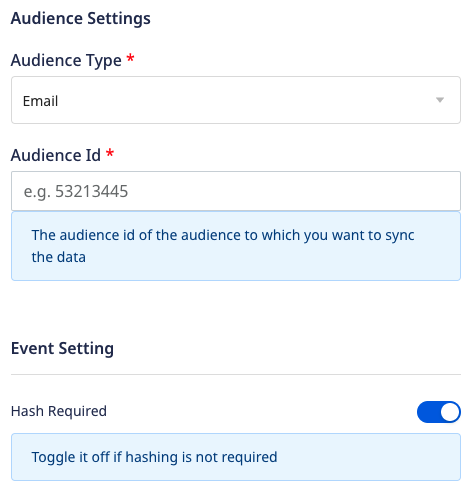 Audience Settings
Audience Type *
Email
Audience Id *
e.g. 53213445
The audience id of the audience to which you want to sync
the data
Event Setting
Hash Required
Toggle it off if hashing is not required